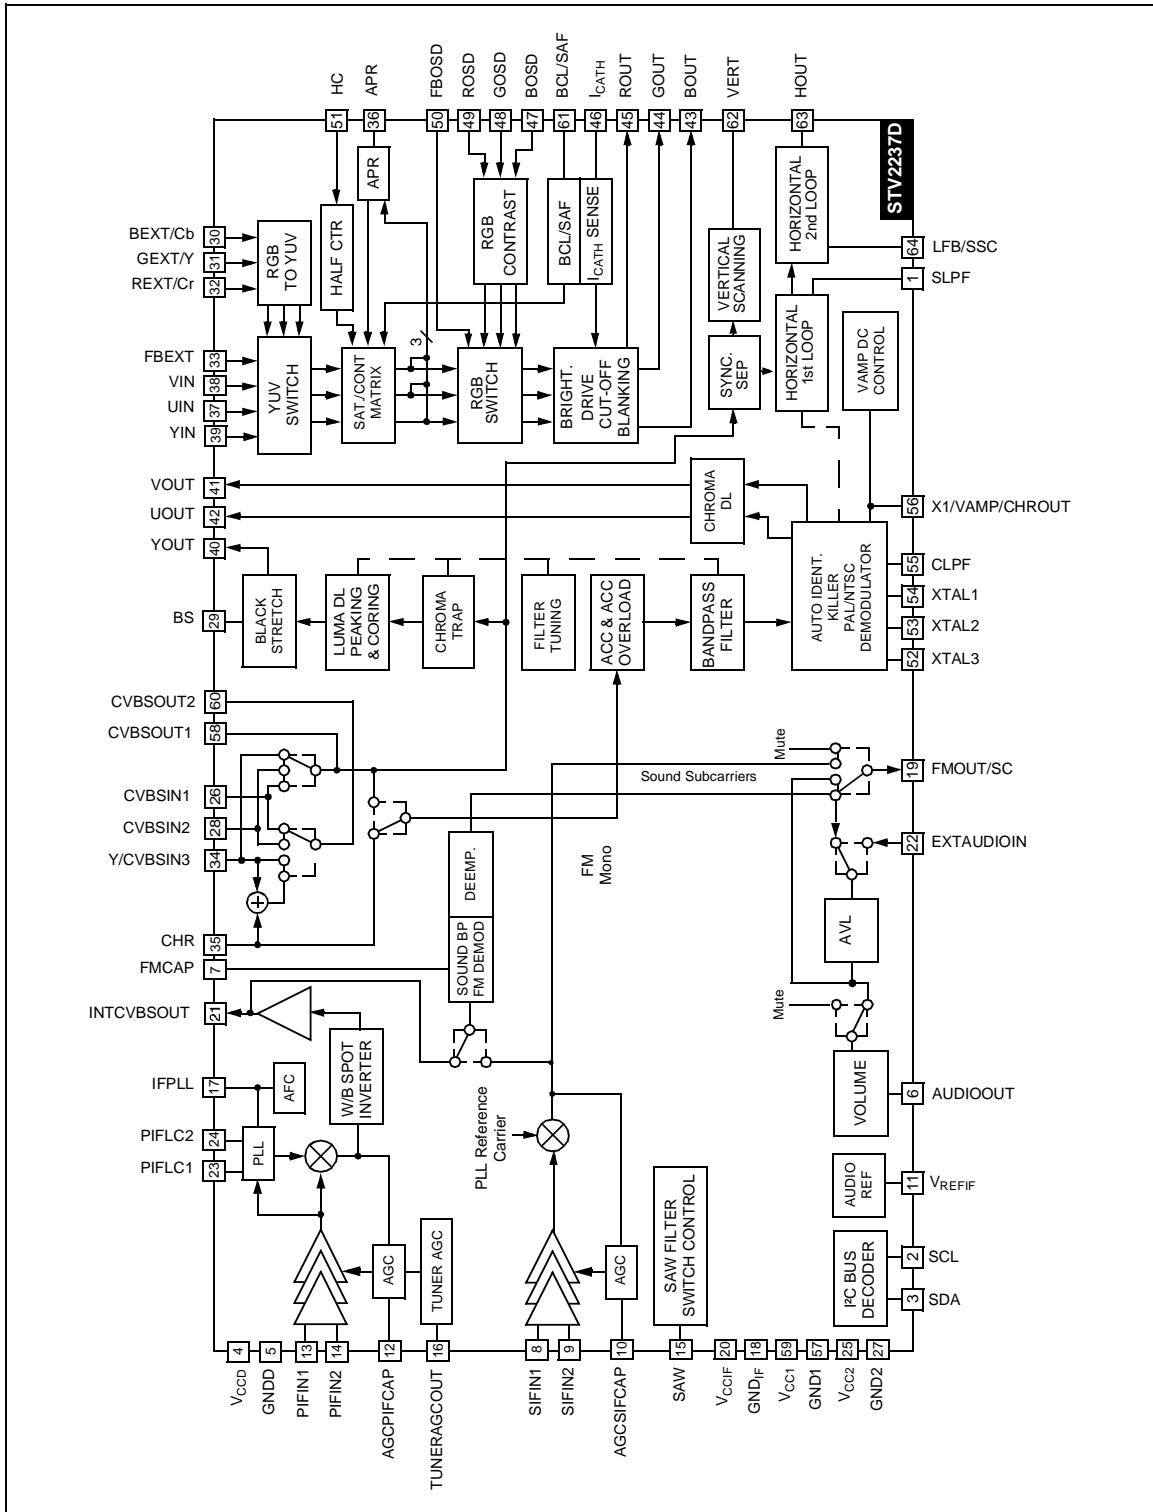 HC
APR
FBOSD
ROSD
GOSD
BOSD
BCL/SAF
ICATH
ROUT
GOUT
BOUT
VERT
HOUT
51
36
50
49
48
47
61
46
45
44
43
62
63
STV2237D
BEXT/Cb
30
GEXT/Y
31
REXT/Cr
32
FBEXT
33
VIN
38
UIN
37
YIN
39
VOUT
41
UOUT
42
YOUT
40
BS
29
CVBSOUT2
60
CVBSOUT1
58
CVBSIN1
26
CVBSIN2
28
Y/CVBSIN3
34
CHR
35
FMCAP
7
INTCVBSOUT
21
IFPLL
17
PIFLC2
24
PIFLC1
23
RGB
TO YUV
HALF CTR
APR
RGB
CONTRAST
BCL/SAF
ICATH SENSE
YUV
SWITCH
SAT./CONT
MATRIX
3
RGB
SWITCH
BRIGHT.
DRIVE
CUT-OFF
BLANKING
VERTICAL
SCANNING
SYNC.
SEP
HORIZONTAL
2nd LOOP
HORIZONTAL
1st LOOP
VAMP DC
CONTROL
CHROMA
DL
BLACK
STRETCH
LUMA DL
PEAKING
& CORING
CHROMA
TRAP
FILTER
TUNING
ACC & ACC
OVERLOAD
BANDPASS
FILTER
AUTO IDENT.
KILLER
PAL/NTSC
DEMODULATOR
64
LFB/SSC
1
SLPF
56
X1/VAMP/CHROUT
55
CLPF
54
XTAL1
53
XTAL2
52
XTAL3
Mute
Sound Subcarriers
19
FMOUT/SC
22
EXTAUDIOIN
FM
Mono
DEEMP.
SOUND BP
FM DEMOD
AVL
Mute
VOLUME
6
AUDIOOUT
W/B SPOT
INVERTER
AFC
PLL
PLL Reference
Carrier
AUDIO
REF
11
VREFIF
I²C BUS
DECODER
2
SCL
3
SDA
AGC
TUNER AGC
AGC
SAW FILTER
SWITCH CONTROL
4
5
13
14
12
16
8
9
10
15
20
18
59
57
25
27
VCCD
GNDD
PIFIN1
PIFIN2
AGCPIFCAP
TUNERAGCOUT
SIFIN1
SIFIN2
AGCSIFCAP
SAW
VCCIF
GNDIF
VCC1
GND1
VCC2
GND2